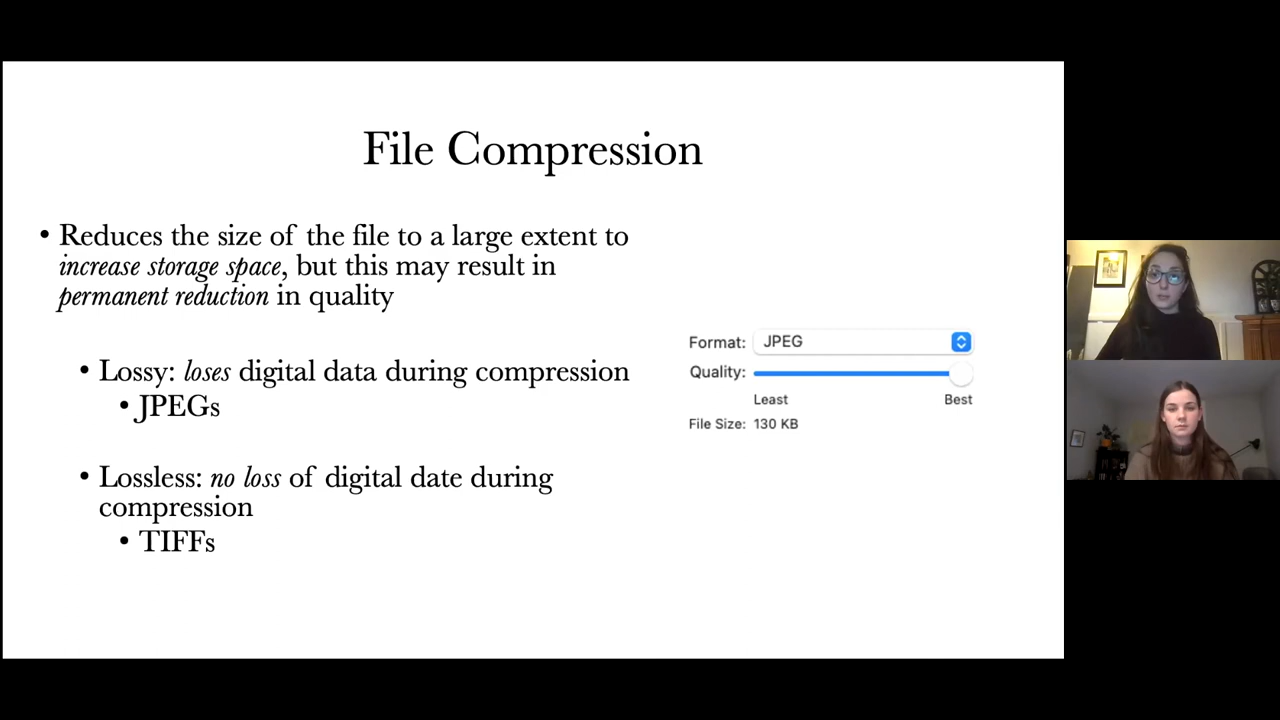 File Compression
• Reduces the size of the file to a large extent to
increase storage space, but this may result in
permanent reduction in quality
• Lossy: loses digital data during compression
• JPEGs
• Lossless: no loss of digital date during
compression
• TIFFs
Format: JPEG
Quality:
Least Best
File Size: 130 KB